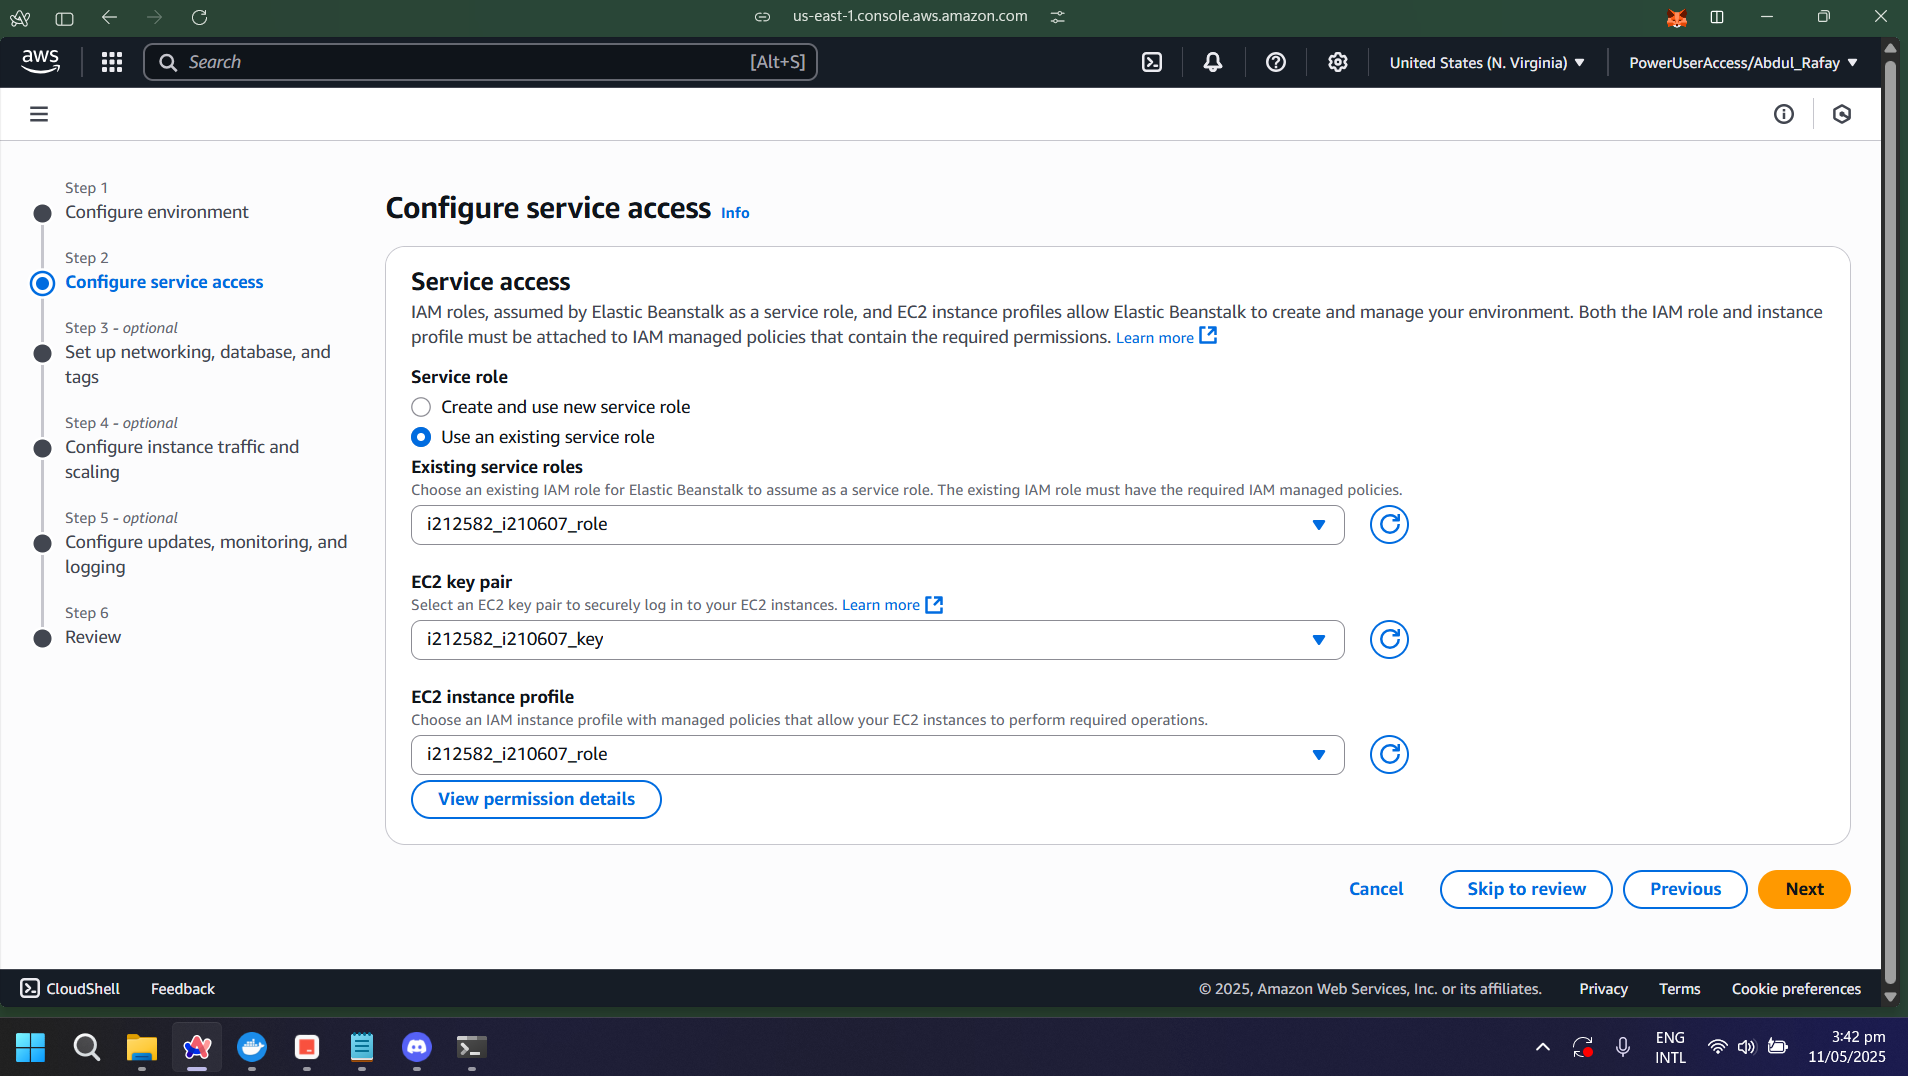 us-east-1.console.aws.amazon.com
aws
Search
[Alt+S]
United States (N. Virginia)
PowerUserAccess/Abdul_Rafay
Step 1
Configure environment
Step 2
Configure service access
Step 3 - optional
Set up networking, database, and
tags
Step 4 - optional
Configure instance traffic and
scaling
Step 5 - optional
Configure updates, monitoring, and
logging
Step 6
Review
Configure service access Info
Service access
IAM roles, assumed by Elastic Beanstalk as a service role, and EC2 instance profiles allow Elastic Beanstalk to create and manage your environment. Both the IAM role and instance
profile must be attached to IAM managed policies that contain the required permissions. Learn more
Service role
Create and use new service role
Use an existing service role
Existing service roles
Choose an existing IAM role for Elastic Beanstalk to assume as a service role. The existing IAM role must have the required IAM managed policies.
i212582_i210607_role
EC2 key pair
Select an EC2 key pair to securely log in to your EC2 instances. Learn more
i212582_i210607_key
EC2 instance profile
Choose an IAM instance profile with managed policies that allow your EC2 instances to perform required operations.
i212582_i210607_role
View permission details
Cancel
Skip to review
Previous
Next
CloudShell
Feedback
© 2025, Amazon Web Services, Inc. or its affiliates.
Privacy
Terms
Cookie preferences
ENG
INTL
3:42 pm
11/05/2025